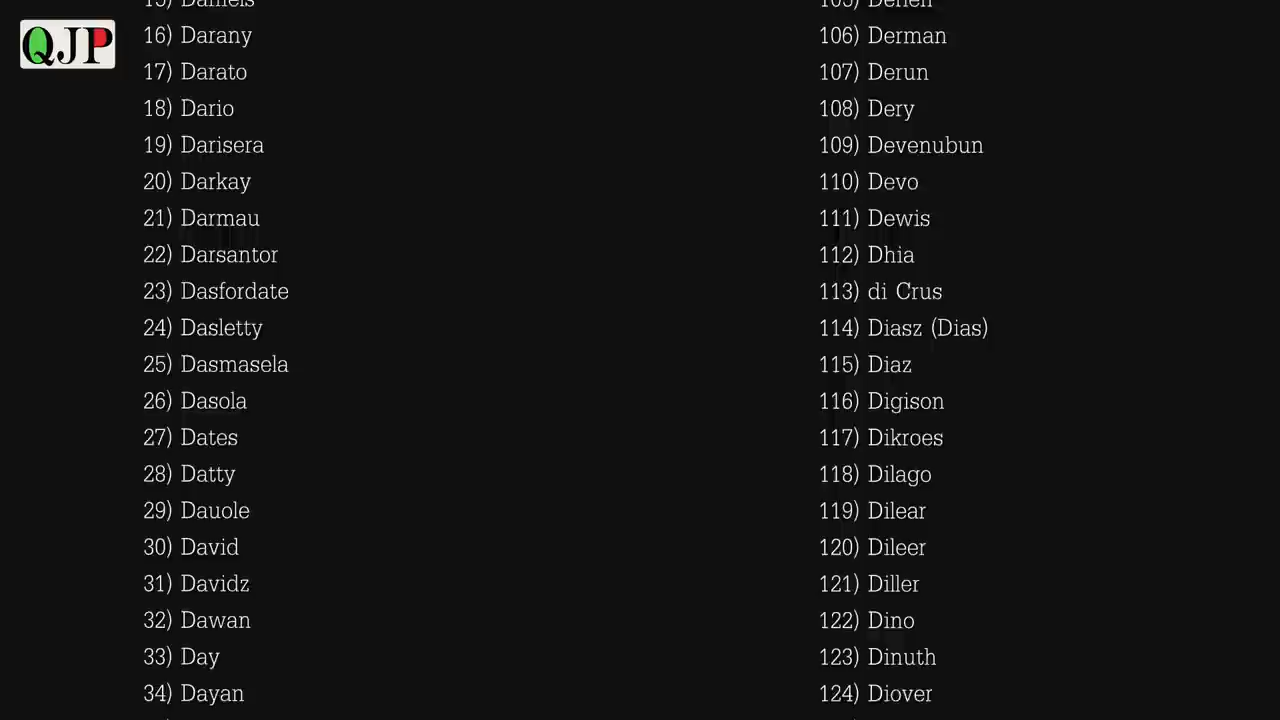 QJP
15) Daniels
16) Darany
17) Darato
18) Dario
19) Darisera
20) Darkay
21) Darmau
22) Darsantor
23) Dasfordate
24) Dasletty
25) Dasmasela
26) Dasola
27) Dates
28) Datty
29) Dauole
30) David
31) Davidz
32) Dawan
33) Day
34) Dayan
106) Derman
107) Derun
108) Dery
109) Devenubun
110) Devo
111) Dewis
112) Dhia
113) di Crus
114) Diasz (Dias)
115) Diaz
116) Digison
117) Dikroes
118) Dilago
119) Dilear
120) Dileer
121) Diller
122) Dino
123) Dinuth
124) Diover